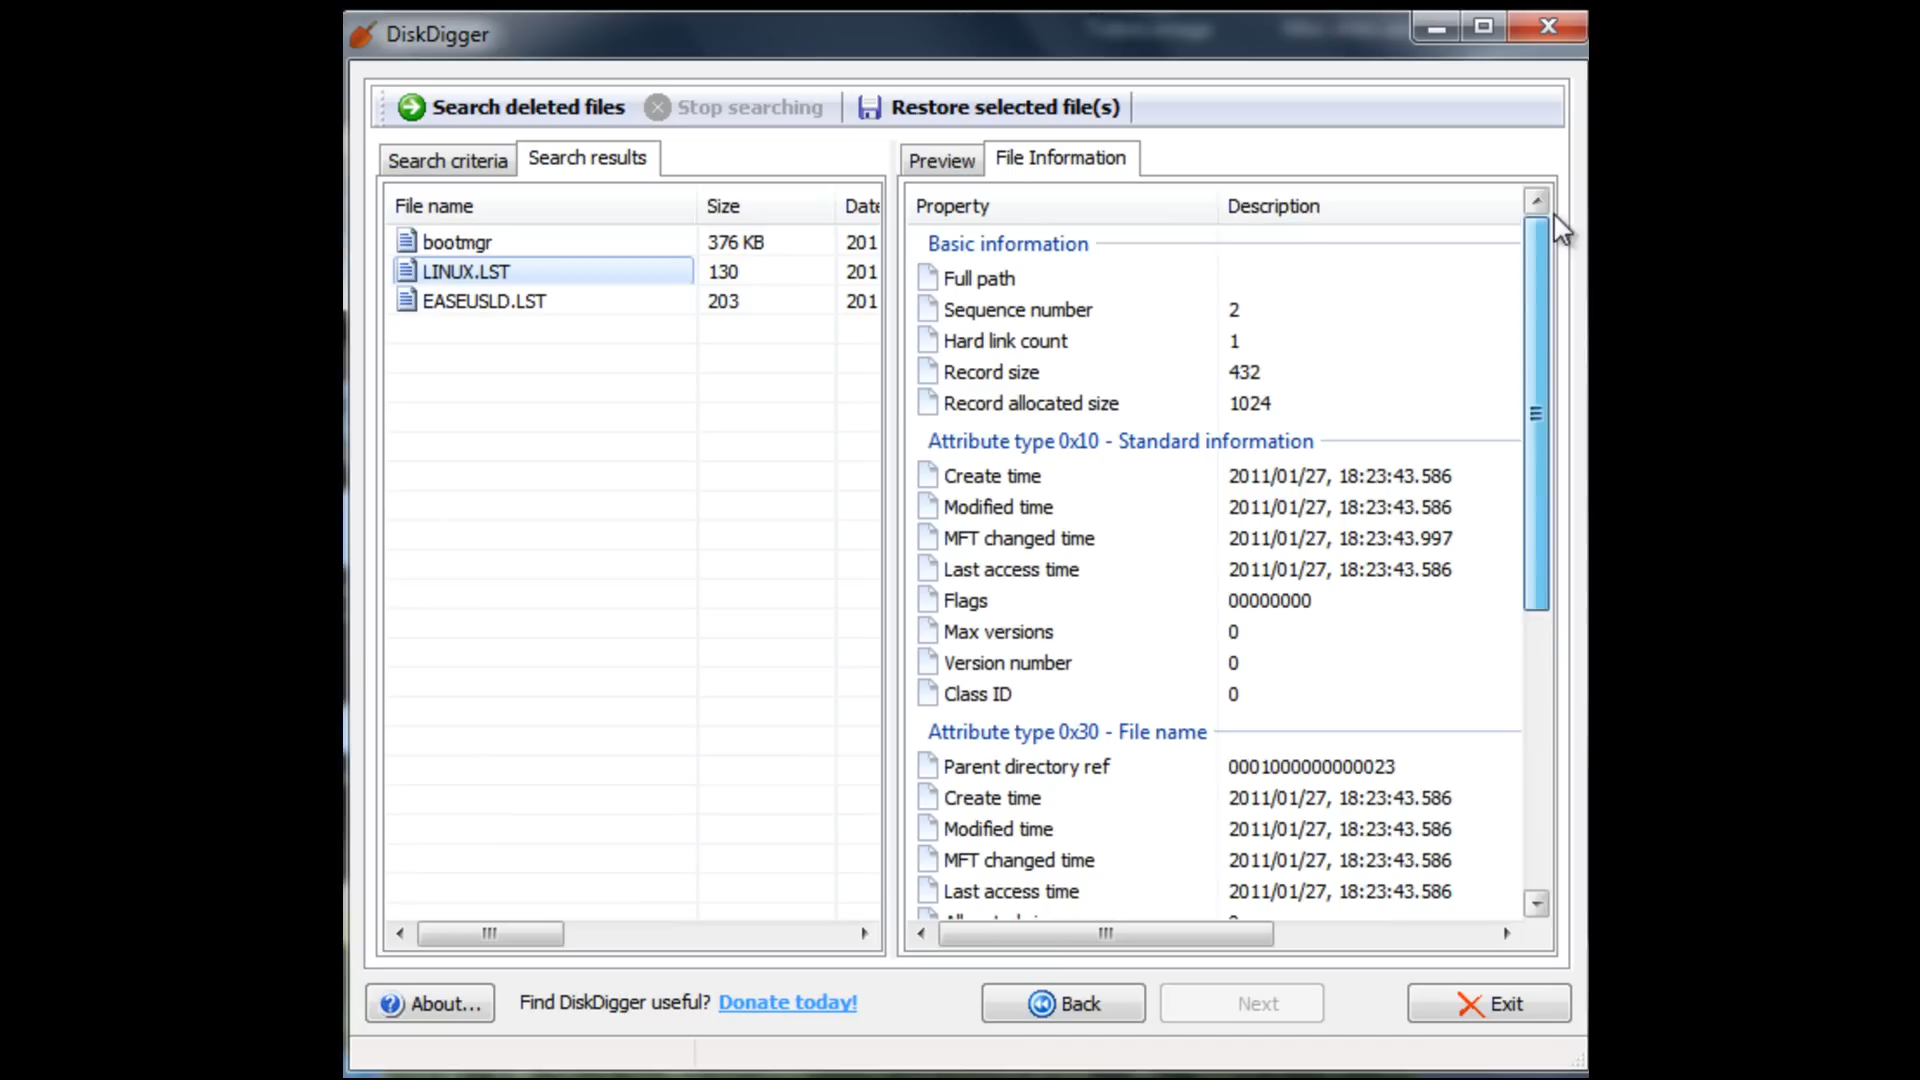 DiskDigger
Search deleted files Stop searching Restore selected file(s)
Search criteria Search results
File name Size Date
bootmgr 376 KB 201
LINUX.LST 130 201
EASEUSLD.LST 203 201
Preview File Information
Property Description
Basic information
Full path
Sequence number 2
Hard link count 1
Record size 432
Record allocated size 1024
Attribute type 0x10 - Standard information
Create time 2011/01/27, 18:23:43.586
Modified time 2011/01/27, 18:23:43.586
MFT changed time 2011/01/27, 18:23:43.997
Last access time 2011/01/27, 18:23:43.586
Flags 00000000
Max versions 0
Version number 0
Class ID 0
Attribute type 0x30 - File name
Parent directory ref 0001000000000023
Create time 2011/01/27, 18:23:43.586
Modified time 2011/01/27, 18:23:43.586
MFT changed time 2011/01/27, 18:23:43.586
Last access time 2011/01/27, 18:23:43.586
About... Find DiskDigger useful? Donate today! Back Next Exit